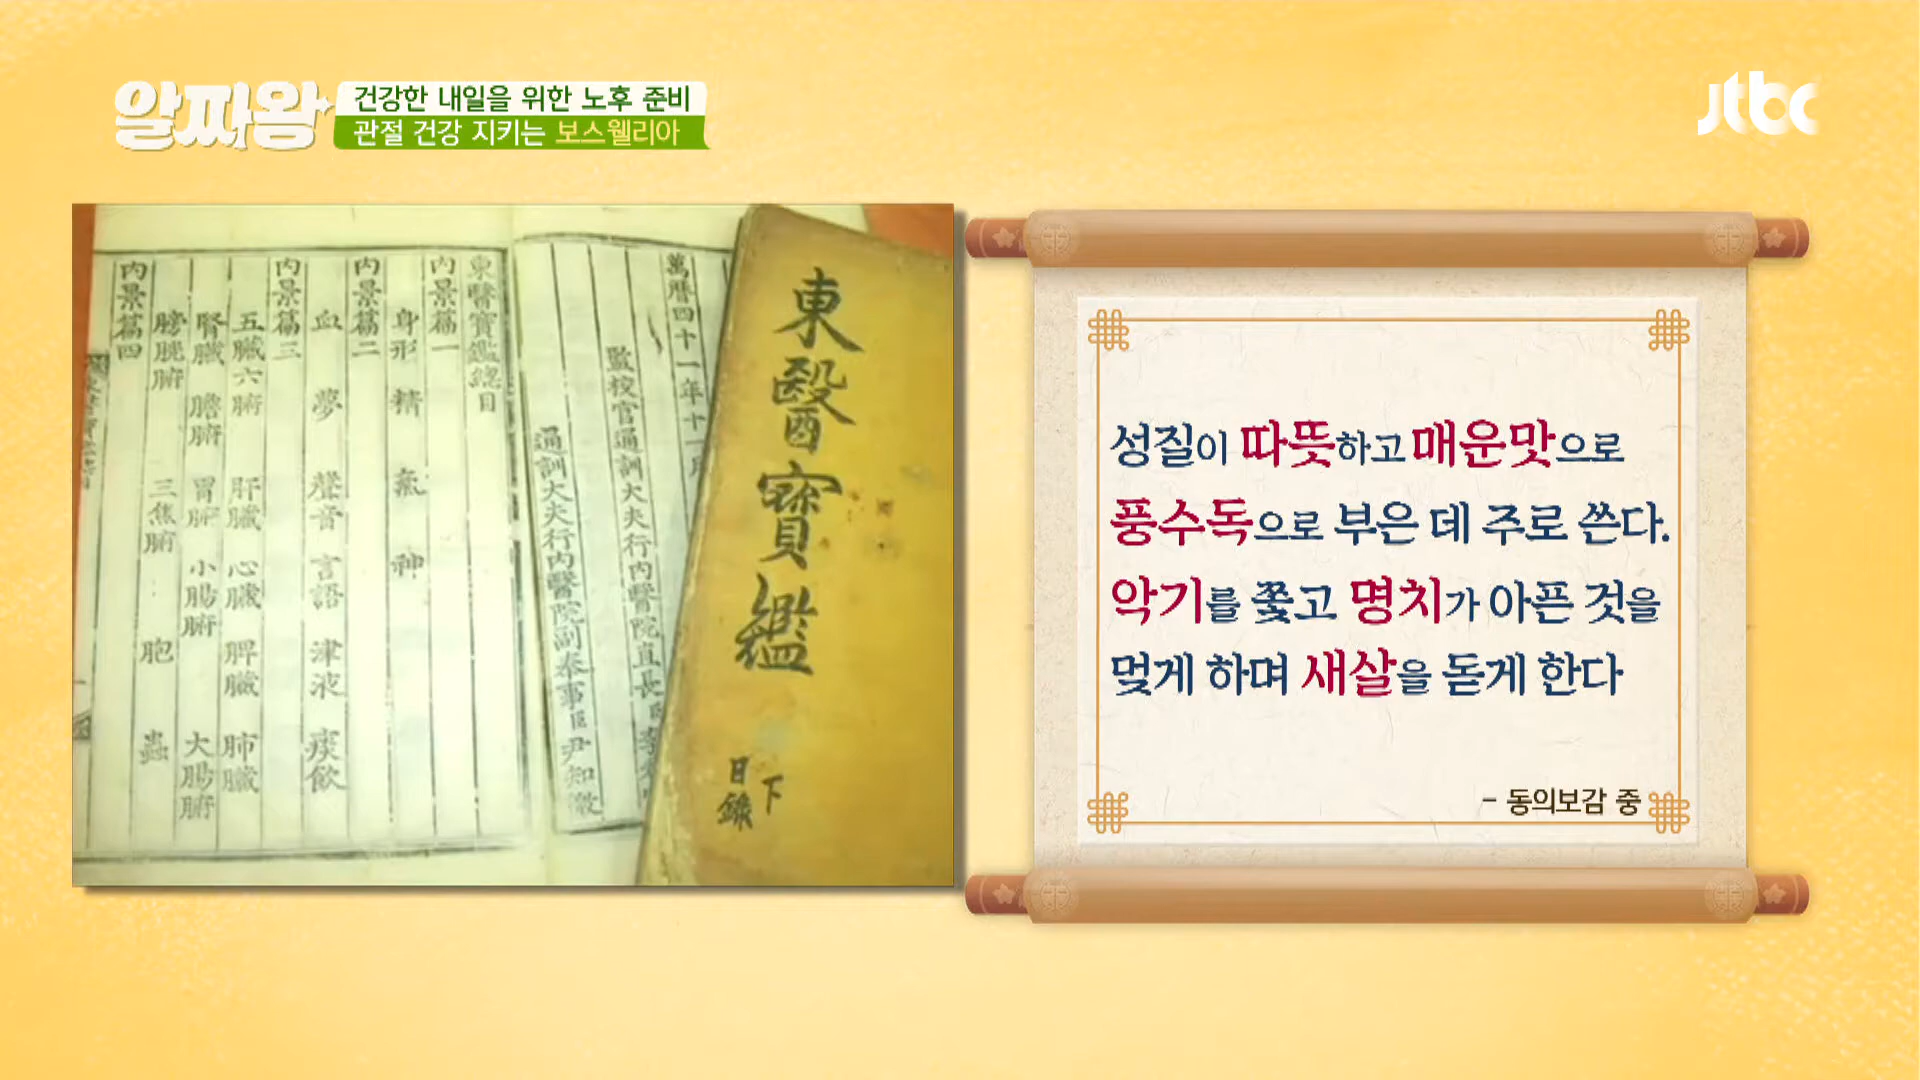 알짜왕
건강한 내일을 위한 노후 준비
관절 건강 지키는 보스웰리아
jtbc
성질이 따뜻하고 매운맛으로
풍수독으로 부은 데 주로 쓴다.
악기를 쫓고 명치가 아픈 것을
멎게 하며 새살을 돋게 한다
- 동의보감 중
東醫寶鑑
目錄 下
萬曆四十一年十一月
監校官通訓大夫行內醫院直長臣李
通訓大夫行內醫院副奉事臣尹知微
東醫寶鑑總目
內景篇一
身形 精 氣 神
內景篇二
血 夢 聲音 言語 津液 痰飮
內景篇三
五臟六腑 肝臟 心臟 脾臟 肺臟
腎臟 膽腑 胃腑 小腸腑 大腸腑
膀胱腑 三焦腑 胞 蟲
內景篇四